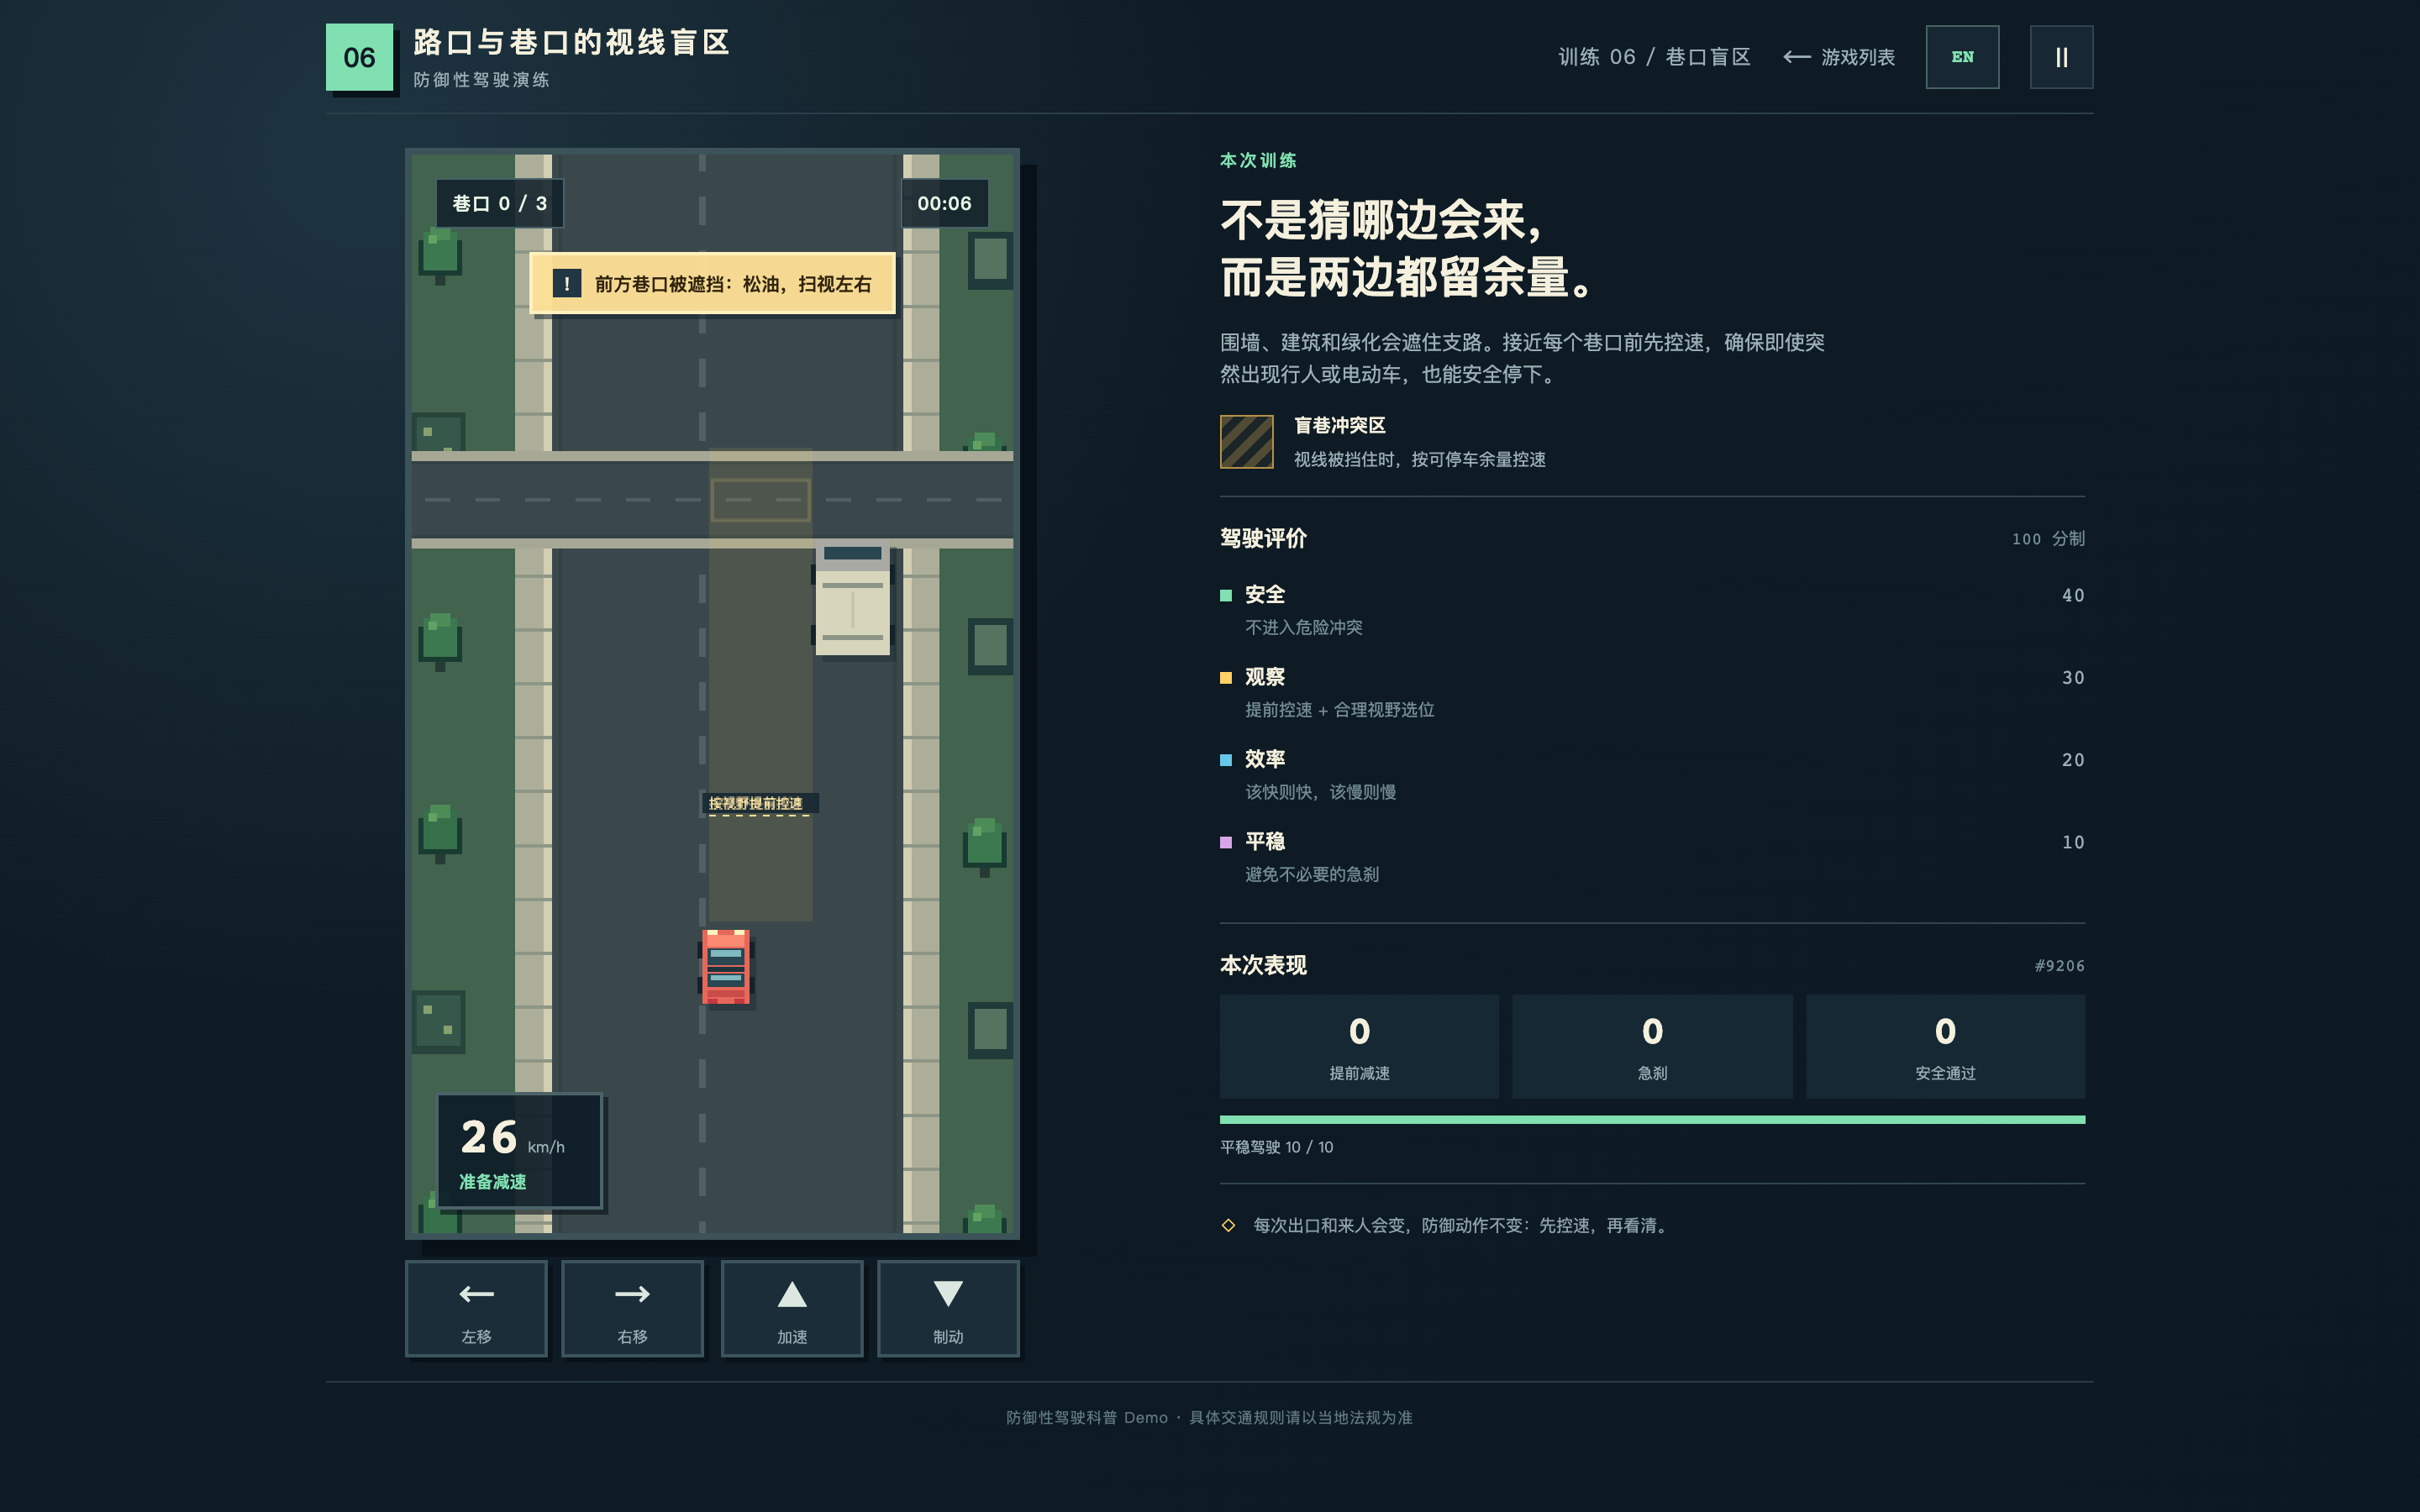 06
路口与巷口的视线盲区
防御性驾驶演练
训练 06 / 巷口盲区
← 游戏列表
EN
巷口 0 / 3
00:06
! 前方巷口被遮挡：松油，扫视左右
按视野提前控速
26 km/h
准备减速
← 左移
→ 右移
▲ 加速
▼ 制动
本次训练
不是猜哪边会来，
而是两边都留余量。
围墙、建筑和绿化会遮住支路。接近每个巷口前先控速，确保即使突
然出现行人或电动车，也能安全停下。
盲巷冲突区
视线被挡住时，按可停车余量控速
驾驶评价
100 分制
安全
40
不进入危险冲突
观察
30
提前控速 + 合理视野选位
效率
20
该快则快，该慢则慢
平稳
10
避免不必要的急刹
本次表现
#9206
0
提前减速
0
急刹
0
安全通过
平稳驾驶 10 / 10
◇ 每次出口和来人会变，防御动作不变：先控速，再看清。
防御性驾驶科普 Demo · 具体交通规则请以当地法规为准